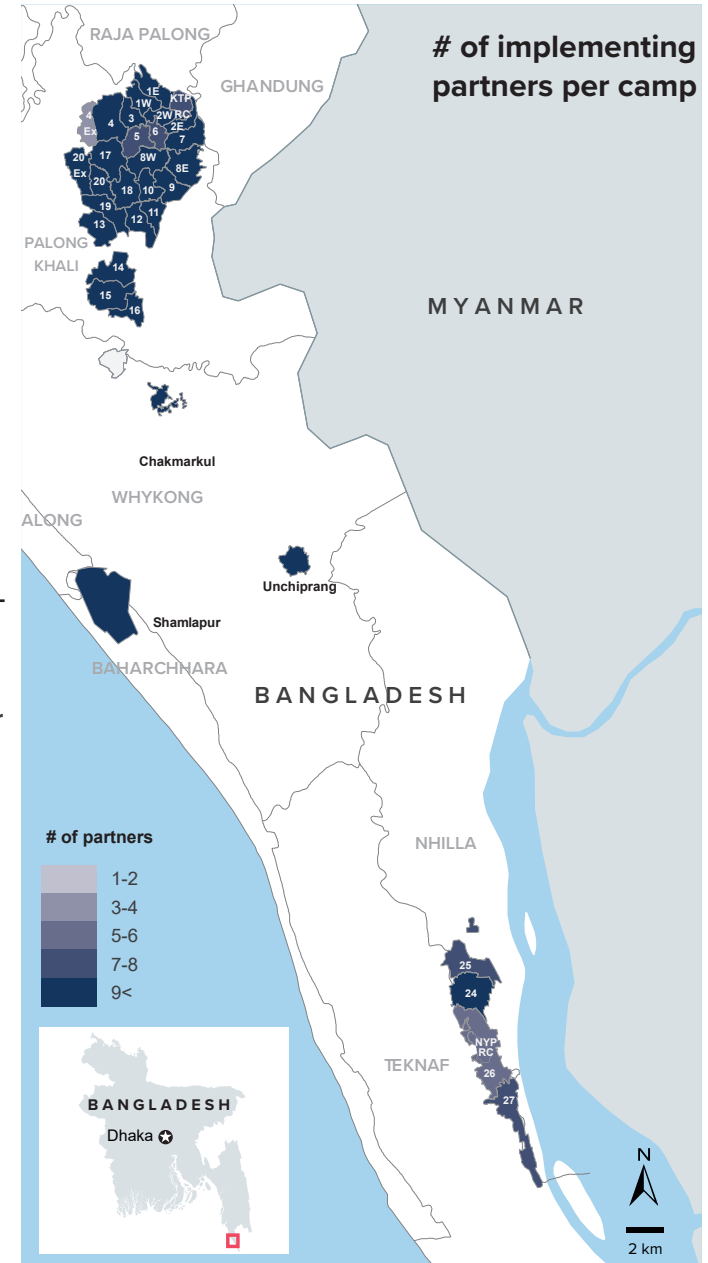 # of implementing
partners per camp
RAJA PALONG
GHANDUNG
1E
KTP
RC
1W
2W
4
Ex
4
3
2E
5
6
7
20
Ex
17
8W
8E
20
18
10
9
19
11
12
13
PALONG
KHALI
14
15
16
MYANMAR
Chakmarkul
WHYKONG
ALONG
Unchiprang
Shamlapur
BAHARCHHARA
BANGLADESH
NHILLA
# of partners
1-2
3-4
5-6
7-8
9<
25
24
NYP
RC
26
27
TEKNAF
BANGLADESH
Dhaka
N
2 km